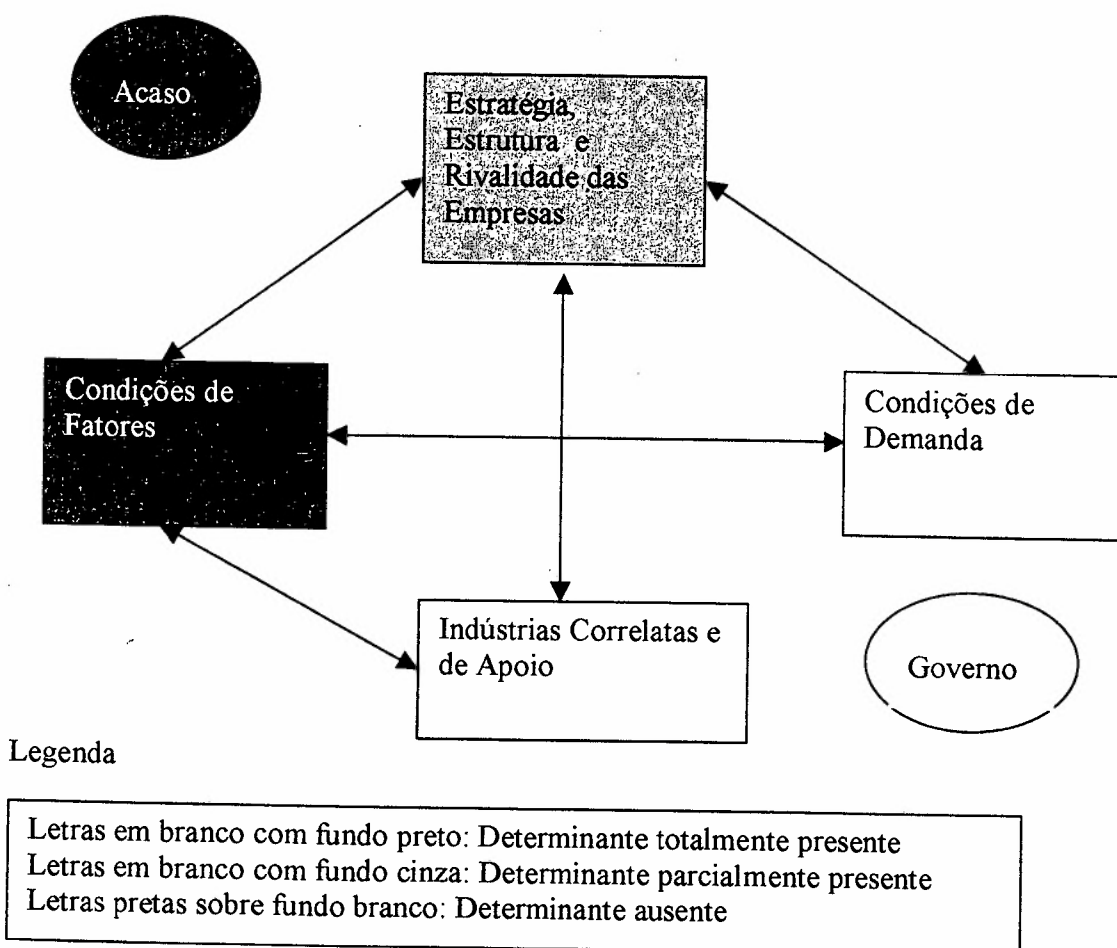 Acaso
Estratégia,
Estrutura e
Rivalidade das
Empresas
Condições de
Fatores
Condições de
Demanda
Indústrias Correlatas e
de Apoio
Governo
Legenda
Letras em branco com fundo preto: Determinante totalmente presente
Letras em branco com fundo cinza: Determinante parcialmente presente
Letras pretas sobre fundo branco: Determinante ausente